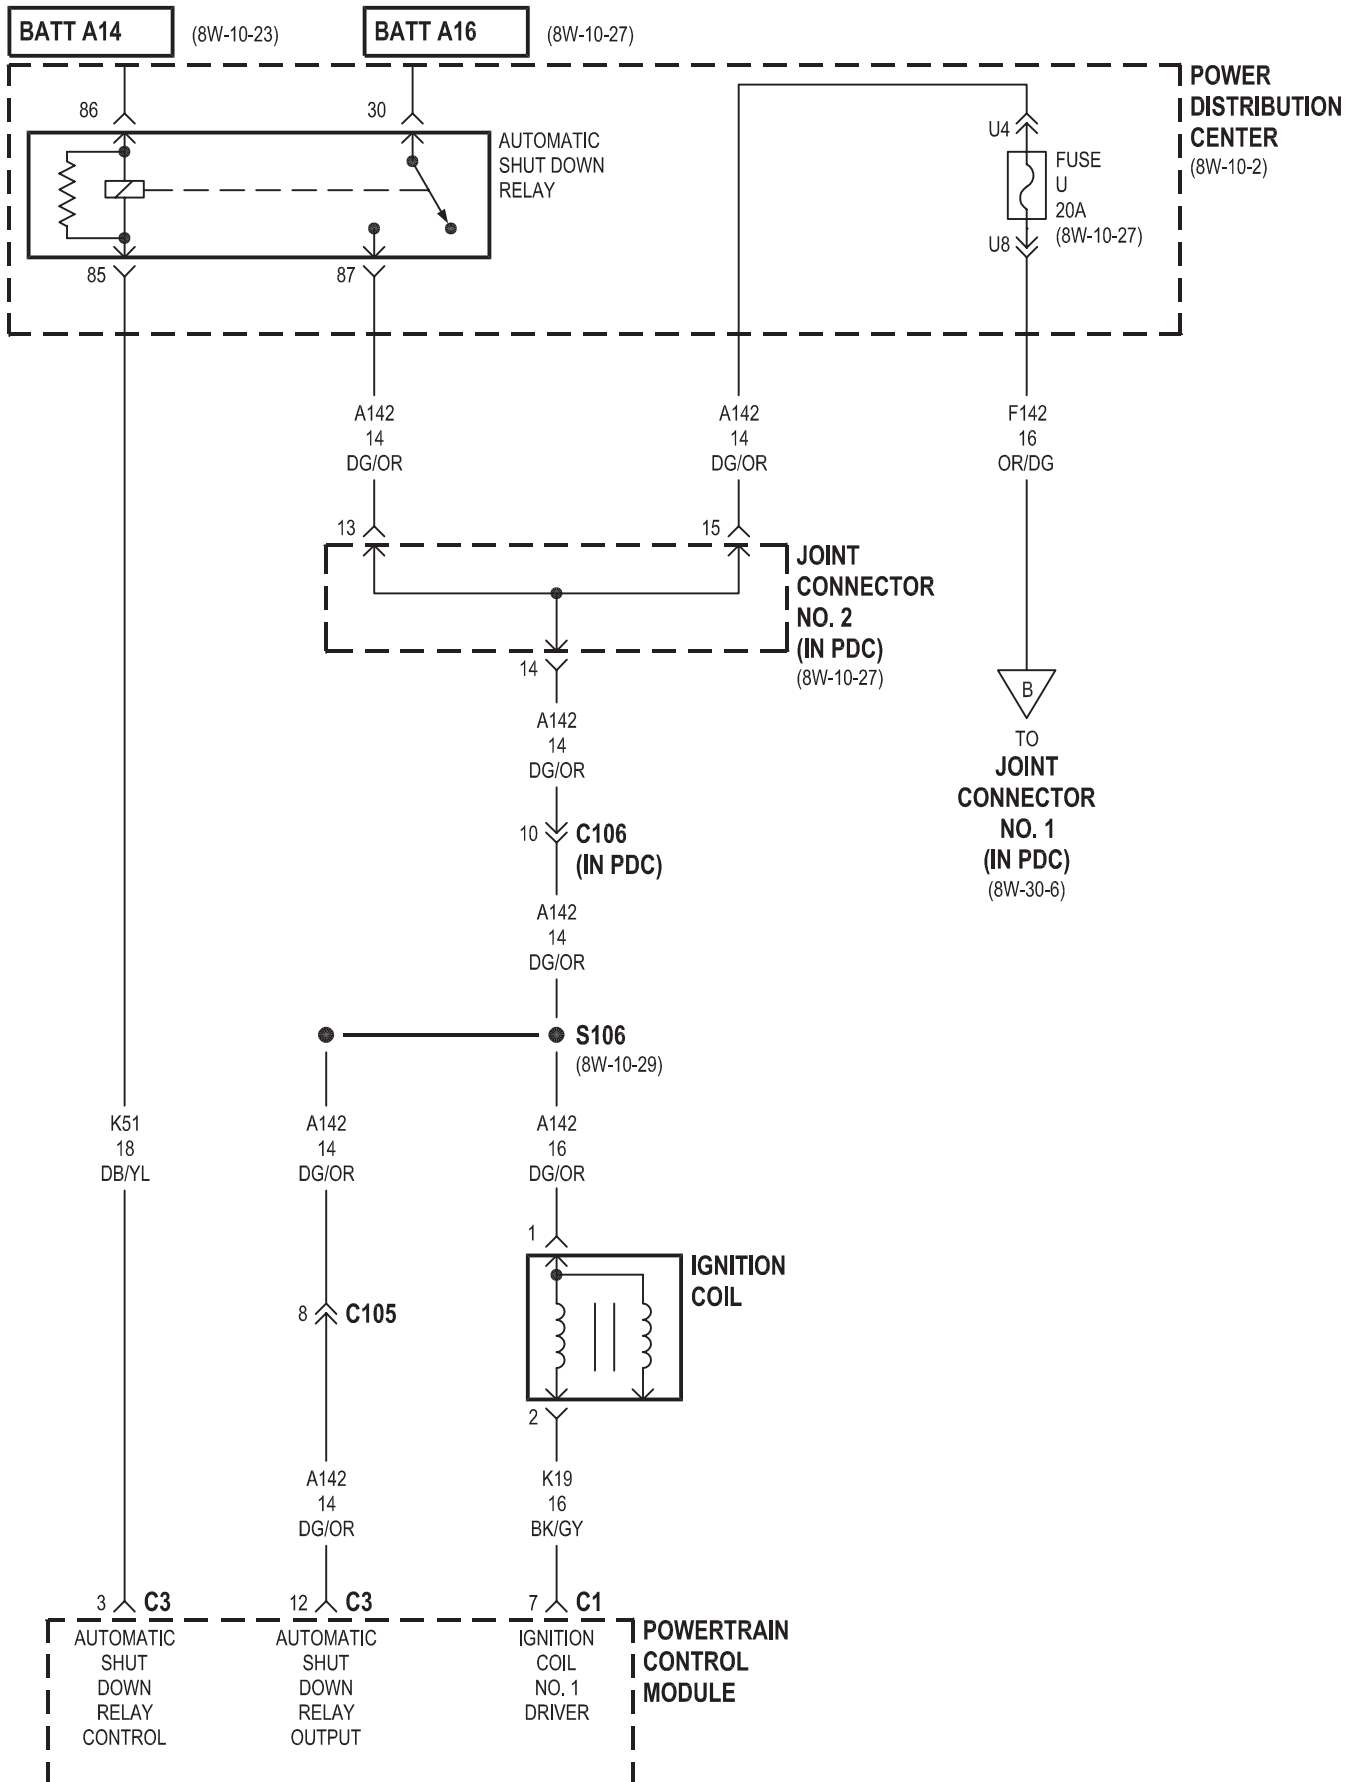 BATT A14
(8W-10-23)
BATT A16
(8W-10-27)
POWER
DISTRIBUTION
CENTER
(8W-10-2)
86
30
AUTOMATIC
SHUT DOWN
RELAY
U4
FUSE
U
20A
(8W-10-27)
U8
85
87
A142
14
DG/OR
A142
14
DG/OR
F142
16
OR/DG
13
15
JOINT
CONNECTOR
NO. 2
(IN PDC)
(8W-10-27)
14
A142
14
DG/OR
B
TO
JOINT
CONNECTOR
NO. 1
(IN PDC)
(8W-30-6)
10
C106
(IN PDC)
A142
14
DG/OR
S106
(8W-10-29)
K51
18
DB/YL
A142
14
DG/OR
A142
16
DG/OR
1
IGNITION
COIL
8
C105
2
A142
14
DG/OR
K19
16
BK/GY
3
C3
12
C3
7
C1
AUTOMATIC
SHUT
DOWN
RELAY
CONTROL
AUTOMATIC
SHUT
DOWN
RELAY
OUTPUT
IGNITION
COIL
NO. 1
DRIVER
POWERTRAIN
CONTROL
MODULE